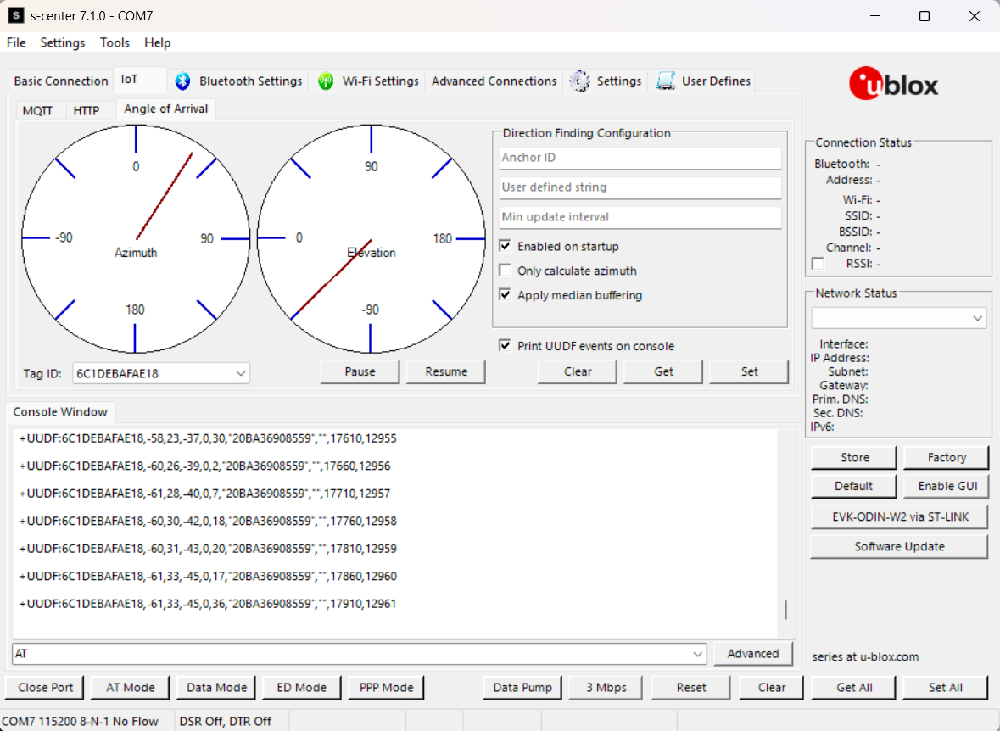 s-center 7.1.0 - COM7
File Settings Tools Help
Basic Connection IoT Bluetooth Settings Wi-Fi Settings Advanced Connections Settings User Defines
ublox
MQTT HTTP Angle of Arrival
0
-90 90
Azimuth
180
90
0 180
Elevation
-90
Direction Finding Configuration
Anchor ID
User defined string
Min update interval
Enabled on startup
Only calculate azimuth
Apply median buffering
Print UUDF events on console
Tag ID: 6C1DEBAFAE18 Pause Resume Clear Get Set
Connection Status
Bluetooth: -
Address: -
Wi-Fi: -
SSID: -
BSSID: -
Channel: -
RSSI: -
Network Status
Interface:
IP Address:
Subnet:
Gateway:
Prim. DNS:
Sec. DNS:
IPv6:
Store Factory
Default Enable GUI
EVK-ODIN-W2 via ST-LINK
Software Update
Console Window
+UUDF:6C1DEBAFAE18,-58,23,-37,0,30,"20BA36908559","",17610,12955
+UUDF:6C1DEBAFAE18,-60,26,-39,0,2,"20BA36908559","",17660,12956
+UUDF:6C1DEBAFAE18,-61,28,-40,0,7,"20BA36908559","",17710,12957
+UUDF:6C1DEBAFAE18,-60,30,-42,0,18,"20BA36908559","",17760,12958
+UUDF:6C1DEBAFAE18,-60,31,-43,0,20,"20BA36908559","",17810,12959
+UUDF:6C1DEBAFAE18,-61,33,-45,0,17,"20BA36908559","",17860,12960
+UUDF:6C1DEBAFAE18,-61,33,-45,0,36,"20BA36908559","",17910,12961
AT Advanced
series at u-blox.com
Close Port AT Mode Data Mode ED Mode PPP Mode Data Pump 3 Mbps Reset Clear Get All Set All
COM7 115200 8-N-1 No Flow DSR Off, DTR Off